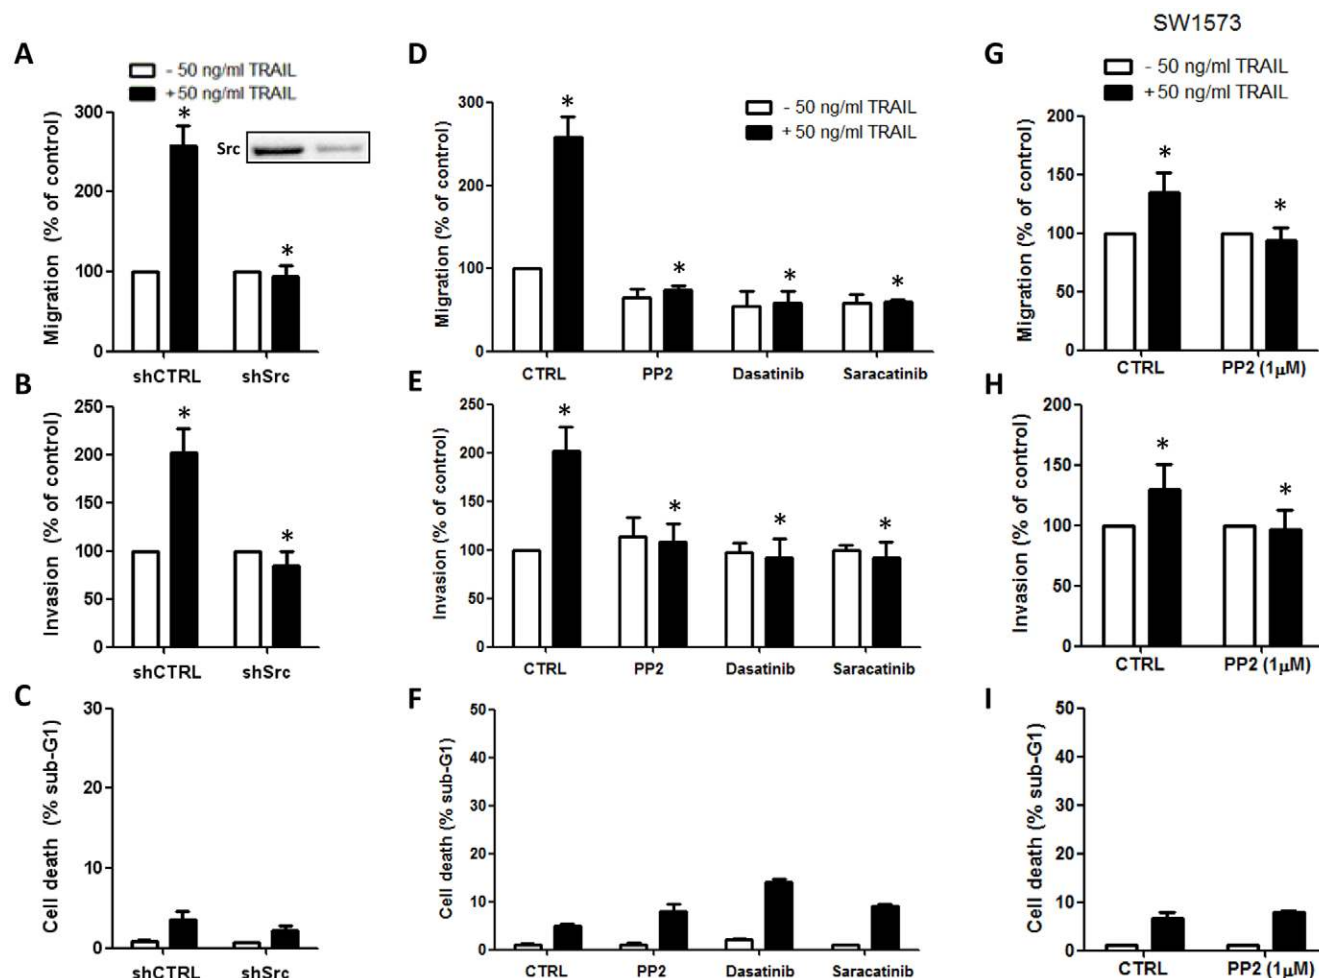 SW1573
A
- 50 ng/ml TRAIL
+ 50 ng/ml TRAIL
Migration (% of control)
300
200
100
0
*
*
Src
shCTRL
shSrc
B
Invasion (% of control)
250
200
150
100
50
0
*
*
shCTRL
shSrc
C
Cell death (% sub-G1)
30
20
10
0
shCTRL
shSrc
D
- 50 ng/ml TRAIL
+ 50 ng/ml TRAIL
Migration (% of control)
300
200
100
0
*
*
*
*
CTRL
PP2
Dasatinib
Saracatinib
E
Invasion (% of control)
250
200
150
100
50
0
*
*
*
*
CTRL
PP2
Dasatinib
Saracatinib
F
Cell death (% sub-G1)
50
40
30
20
10
0
CTRL
PP2
Dasatinib
Saracatinib
G
- 50 ng/ml TRAIL
+ 50 ng/ml TRAIL
Migration (% of control)
200
150
100
50
0
*
*
CTRL
PP2 (1μM)
H
Invasion (% of control)
200
150
100
50
0
*
*
CTRL
PP2 (1μM)
I
Cell death (% sub-G1)
50
40
30
20
10
0
CTRL
PP2 (1μM)